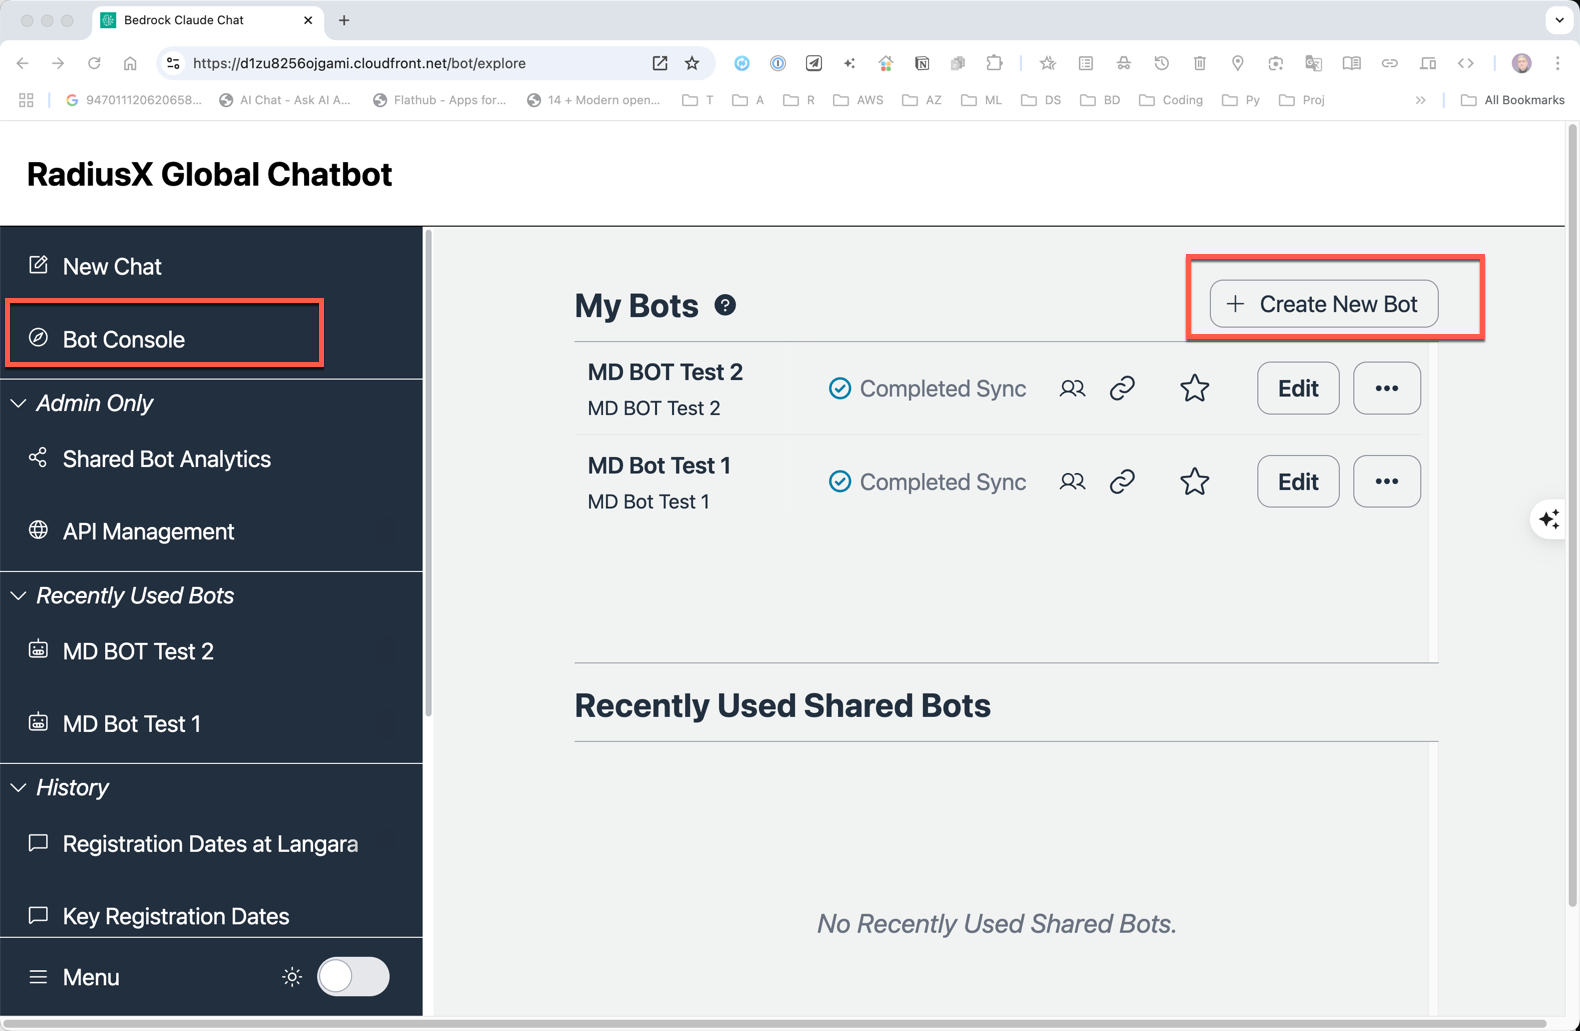 Bedrock Claude Chat
https://d1zu8256ojgami.cloudfront.net/bot/explore
947011120620658...
AI Chat - Ask AI A...
Flathub - Apps for...
14 + Modern open...
T
A
R
AWS
AZ
ML
DS
BD
Coding
Py
Proj
All Bookmarks
RadiusX Global Chatbot
New Chat
Bot Console
Admin Only
Shared Bot Analytics
API Management
Recently Used Bots
MD BOT Test 2
MD Bot Test 1
History
Registration Dates at Langara
Key Registration Dates
Menu
My Bots
Create New Bot
MD BOT Test 2
MD BOT Test 2
Completed Sync
Edit
MD Bot Test 1
MD Bot Test 1
Completed Sync
Edit
Recently Used Shared Bots
No Recently Used Shared Bots.